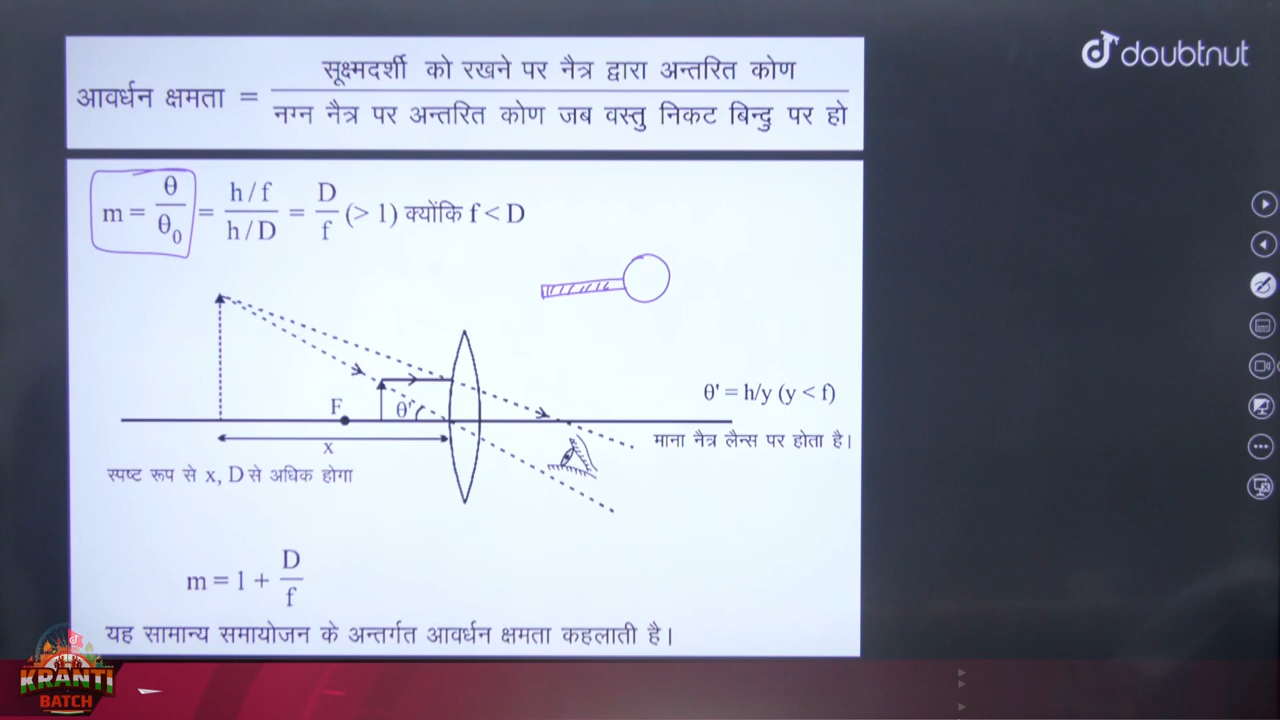 doubtnut
आवर्धन क्षमता = सूक्ष्मदर्शी को रखने पर नैत्र द्वारा अन्तरित कोण / नग्न नैत्र पर अन्तरित कोण जब वस्तु निकट बिन्दु पर हो
m = θ/θ₀ = (h / f)/(h / D) = D/f (> 1) क्योंकि f < D
F
θ'
θ' = h/y (y < f)
x
माना नैत्र लैन्स पर होता है।
स्पष्ट रूप से x, D से अधिक होगा
m = 1 + D/f
यह सामान्य समायोजन के अन्तर्गत आवर्धन क्षमता कहलाती है।
KRANTI
BATCH